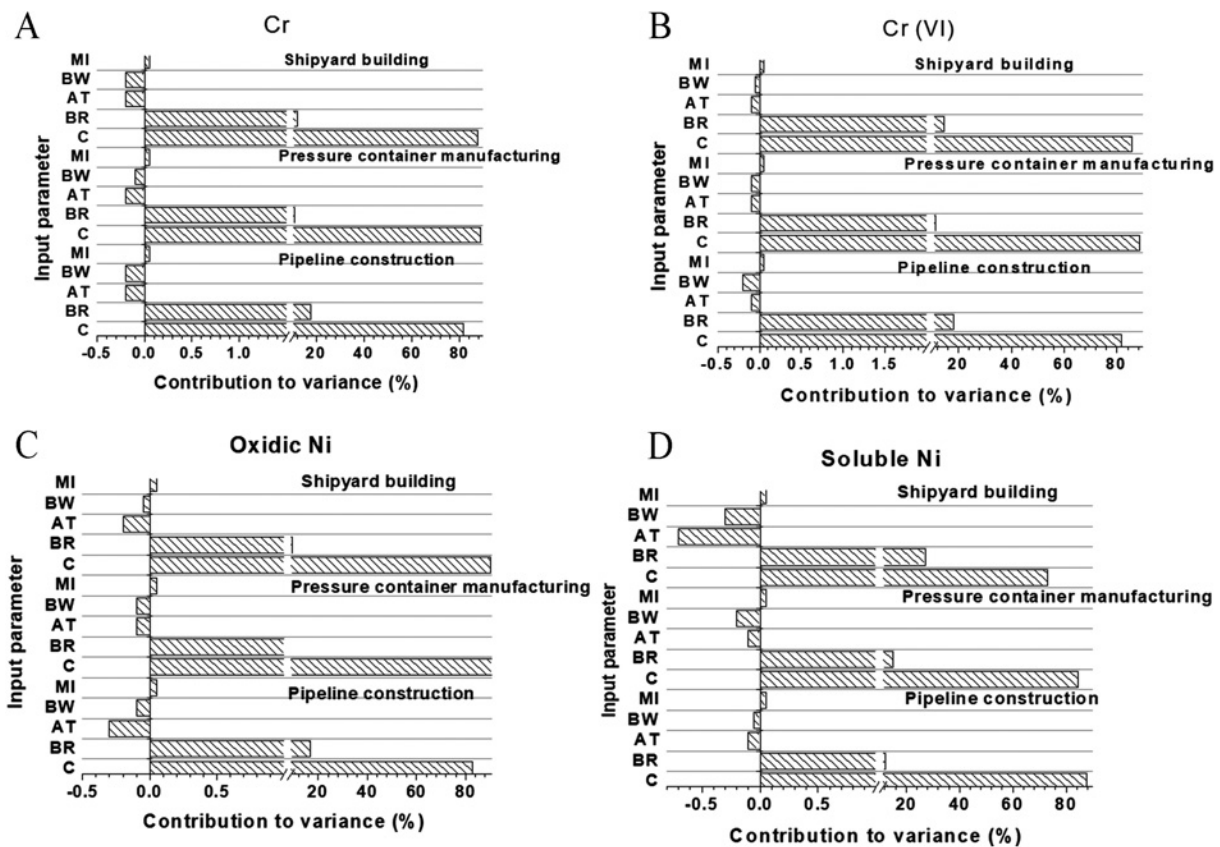 A
Cr
MI
Shipyard building
BW
AT
BR
C
MI
Pressure container manufacturing
BW
AT
BR
C
MI
Pipeline construction
BW
AT
BR
C
Input parameter
-0.5 0.0 0.5 1.0 20 40 60 80
Contribution to variance (%)
B
Cr (VI)
MI
Shipyard building
BW
AT
BR
C
MI
Pressure container manufacturing
BW
AT
BR
C
MI
Pipeline construction
BW
AT
BR
C
Input parameter
-0.5 0.0 0.5 1.0 1.5 20 40 60 80
Contribution to variance (%)
C
Oxidic Ni
MI
Shipyard building
BW
AT
BR
C
MI
Pressure container manufacturing
BW
AT
BR
C
MI
Pipeline construction
BW
AT
BR
C
Input parameter
-0.5 0.0 0.5 20 40 60 80
Contribution to variance (%)
D
Soluble Ni
MI
Shipyard building
BW
AT
BR
C
MI
Pressure container manufacturing
BW
AT
BR
C
MI
Pipeline construction
BW
AT
BR
C
Input parameter
-0.5 0.0 0.5 20 40 60 80
Contribution to variance (%)